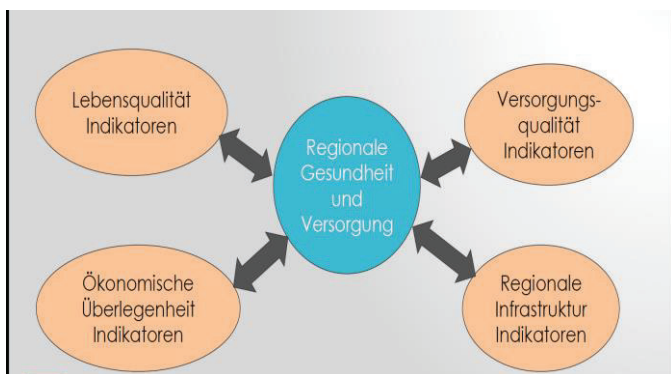 Lebensqualität
Indikatoren
Versorgungs-
qualität
Indikatoren
Regionale
Gesundheit
und
Versorgung
Ökonomische
Überlegenheit
Indikatoren
Regionale
Infrastruktur
Indikatoren